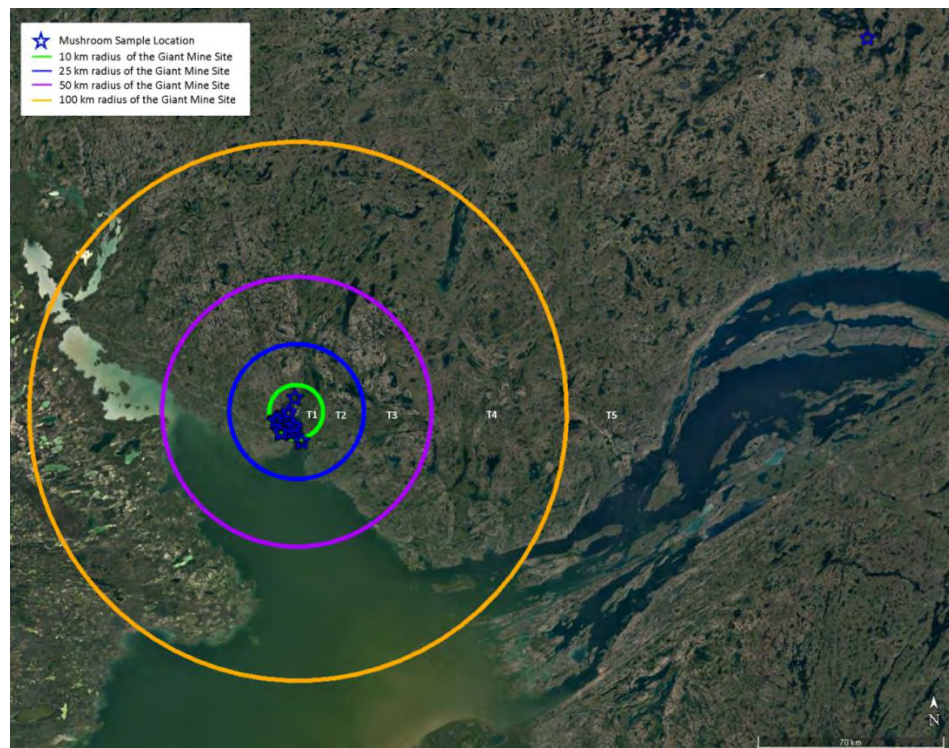 Mushroom Sample Location
10 km radius of the Giant Mine Site
25 km radius of the Giant Mine Site
50 km radius of the Giant Mine Site
100 km radius of the Giant Mine Site
T1 T2 T3 T4 T5
N
70 km